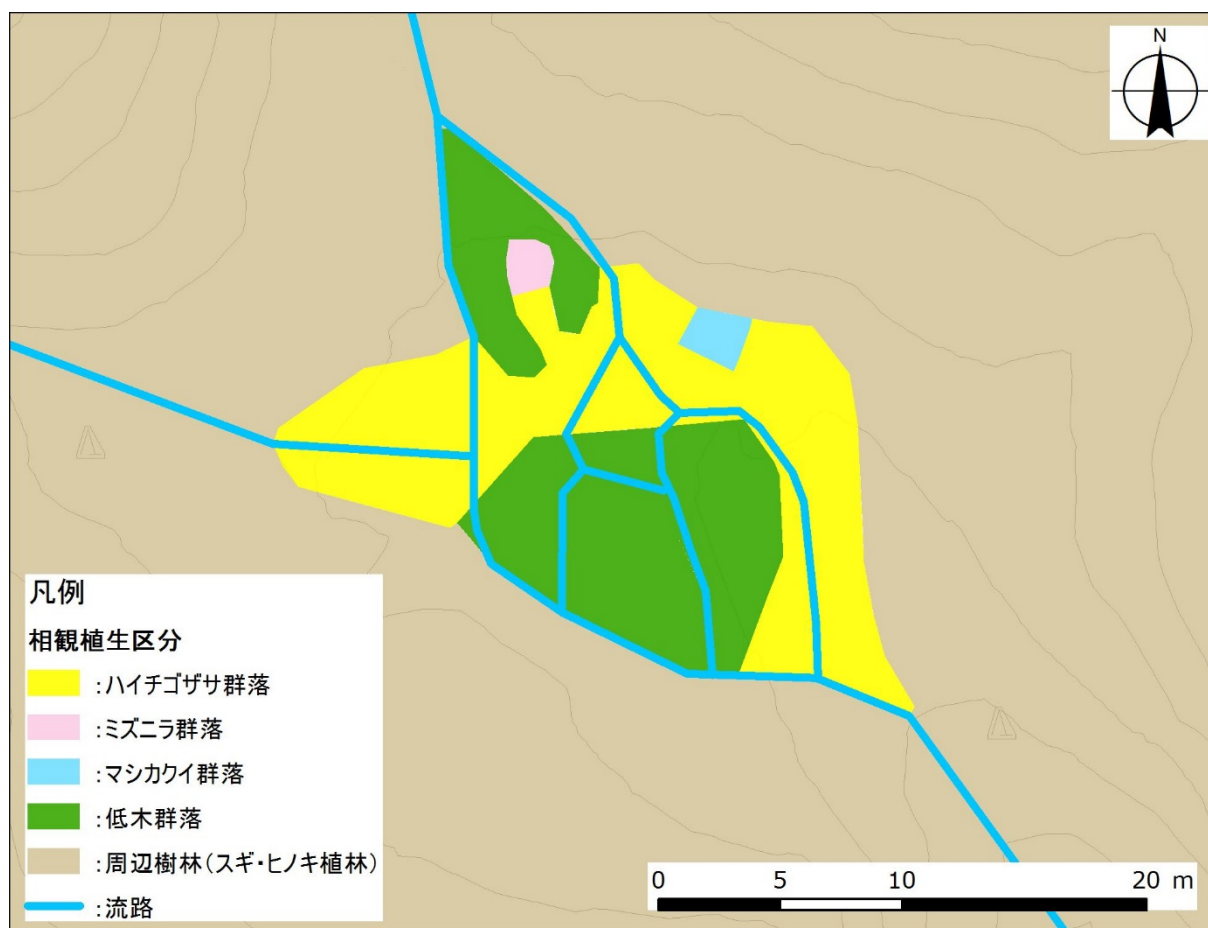 N
凡例
相観植生区分
:ハイチゴザサ群落
:ミズニラ群落
:マシカクイ群落
:低木群落
:周辺樹林(スギ・ヒノキ植林)
:流路
0 5 10 20 m